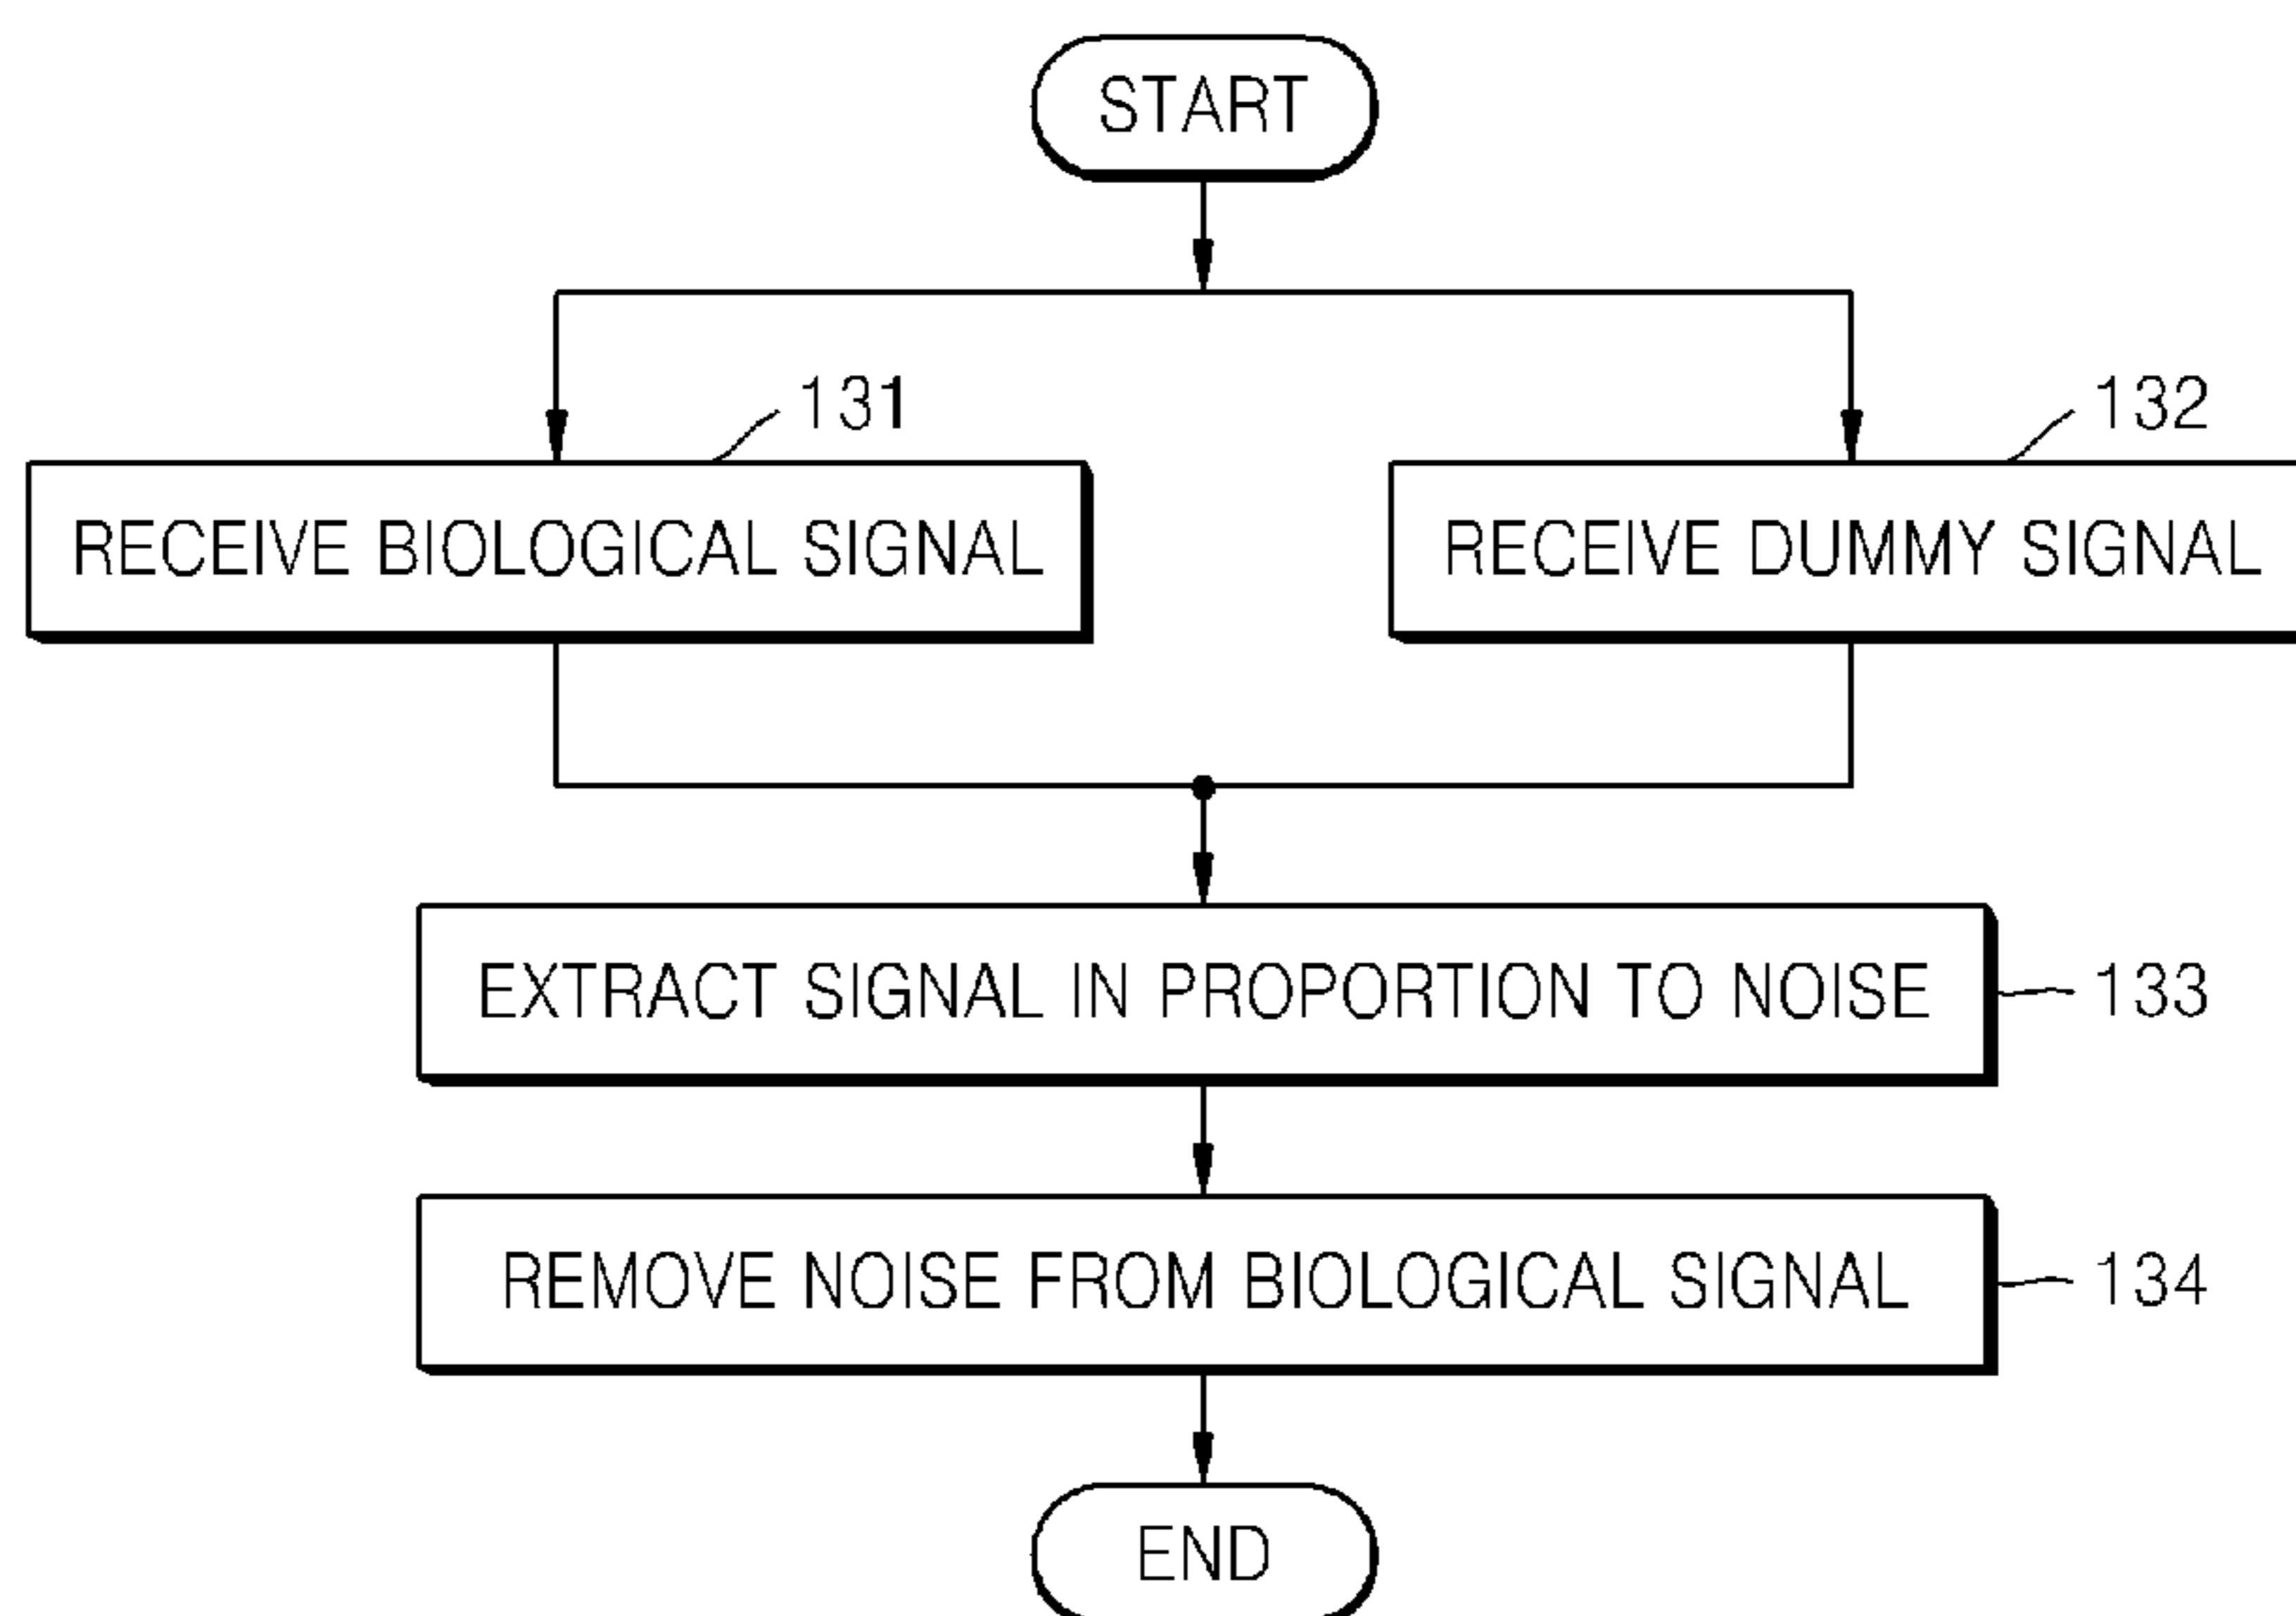 START
131
132
RECEIVE BIOLOGICAL SIGNAL
RECEIVE DUMMY SIGNAL
EXTRACT SIGNAL IN PROPORTION TO NOISE
133
REMOVE NOISE FROM BIOLOGICAL SIGNAL
134
END